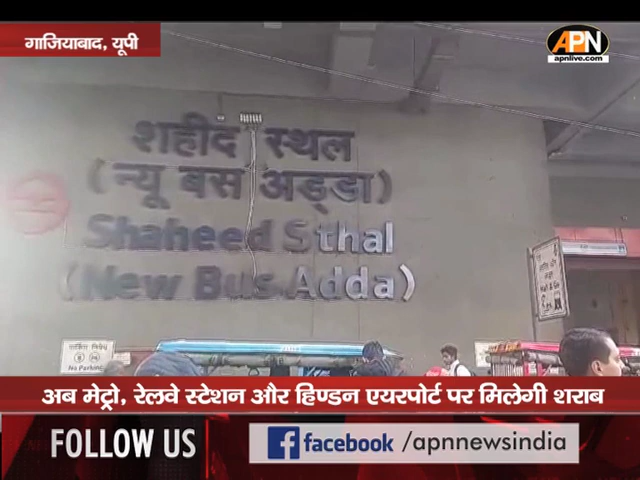 गाजियाबाद, यूपी
APN
apnlive.com
शहीद स्थल
(न्यू बस अड्डा)
Shaheed Sthal
(New Bus Adda)
No Parking
अब मेट्रो, रेलवे स्टेशन और हिण्डन एयरपोर्ट पर मिलेगी शराब
FOLLOW US
facebook /apnnewsindia